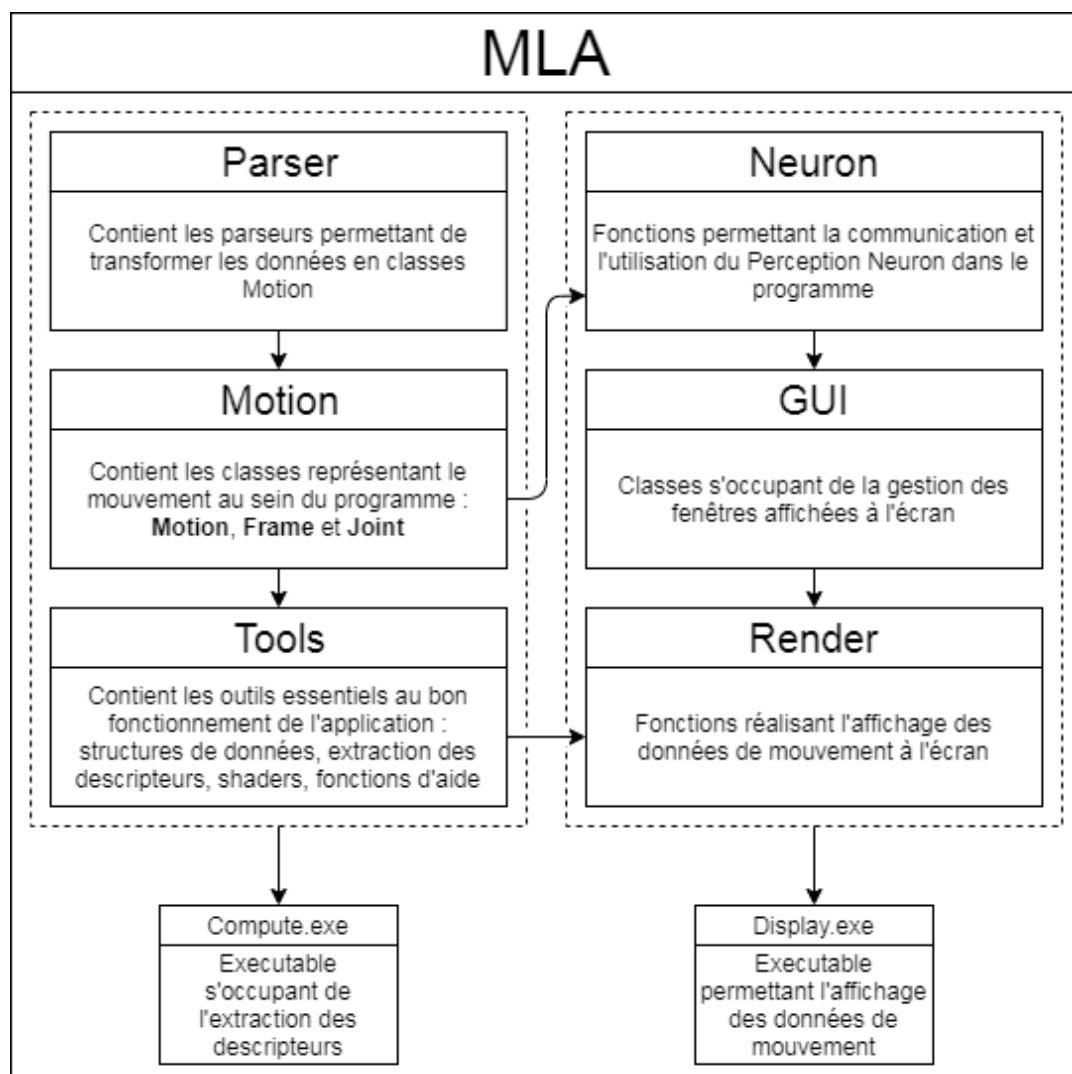 MLA
Parser
Contient les parseurs permettant de
transformer les données en classes
Motion
Motion
Contient les classes représentant le
mouvement au sein du programme :
Motion, Frame et Joint
Tools
Contient les outils essentiels au bon
fonctionnement de l'application :
structures de données, extraction des
descripteurs, shaders, fonctions d'aide
Neuron
Fonctions permettant la communication et
l'utilisation du Perception Neuron dans le
programme
GUI
Classes s'occupant de la gestion des
fenêtres affichées à l'écran
Render
Fonctions réalisant l'affichage des
données de mouvement à l'écran
Compute.exe
Executable
s'occupant de
l'extraction des
descripteurs
Display.exe
Executable
permettant l'affichage
des données de
mouvement